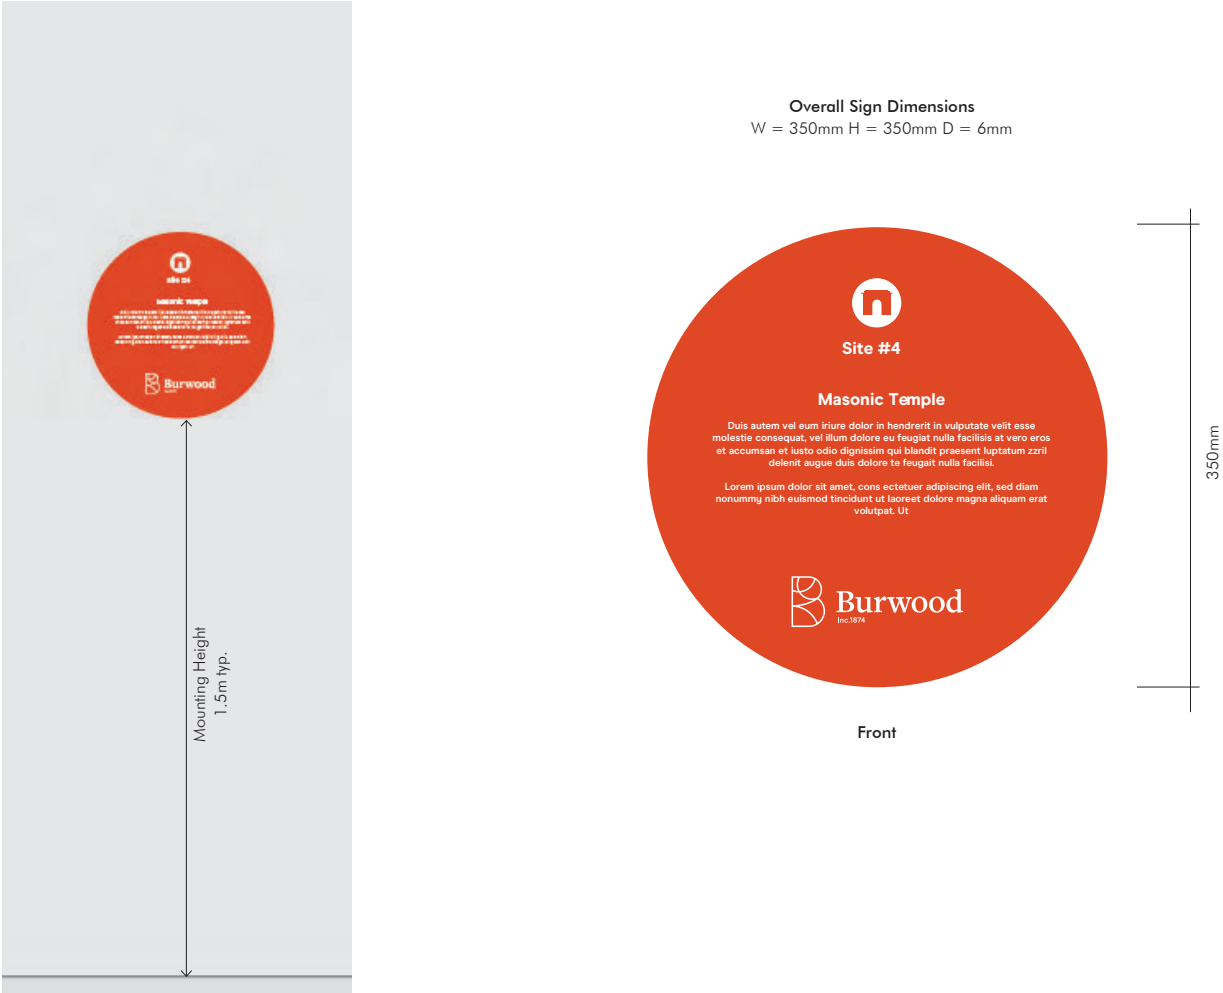 Overall Sign Dimensions
W = 350mm H = 350mm D = 6mm
Site #4
Masonic Temple
Burwood
Mounting Height
1.5m typ.
Site #4
Masonic Temple
Duis autem vel eum iriure dolor in hendrerit in vulputate velit esse
molestie consequat, vel illum dolore eu feugiat nulla facilisis at vero eros
et accumsan et iusto odio dignissim qui blandit praesent luptatum zzril
delenit augue duis dolore te feugait nulla facilisi.
Lorem ipsum dolor sit amet, cons ectetuer adipiscing elit, sed diam
nonummy nibh euismod tincidunt ut laoreet dolore magna aliquam erat
volutpat. Ut
Burwood
Inc.1874
350mm
Front